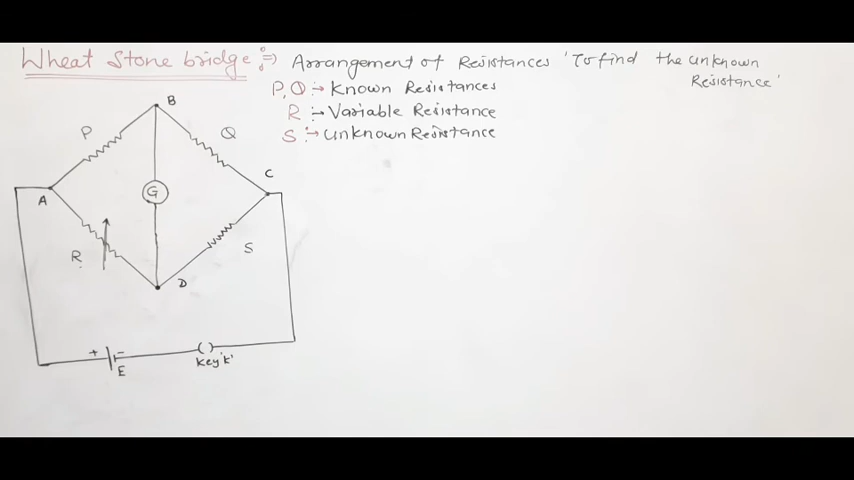 Wheat Stone bridge :⇒ Arrangement of Resistances 'To find the unknown
Resistance'
P, Q :→ Known Resistances
R :→ Variable Resistance
S :→ Unknown Resistance
B
P
Q
C
G
A
R
S
D
+ -
E
Key 'K'